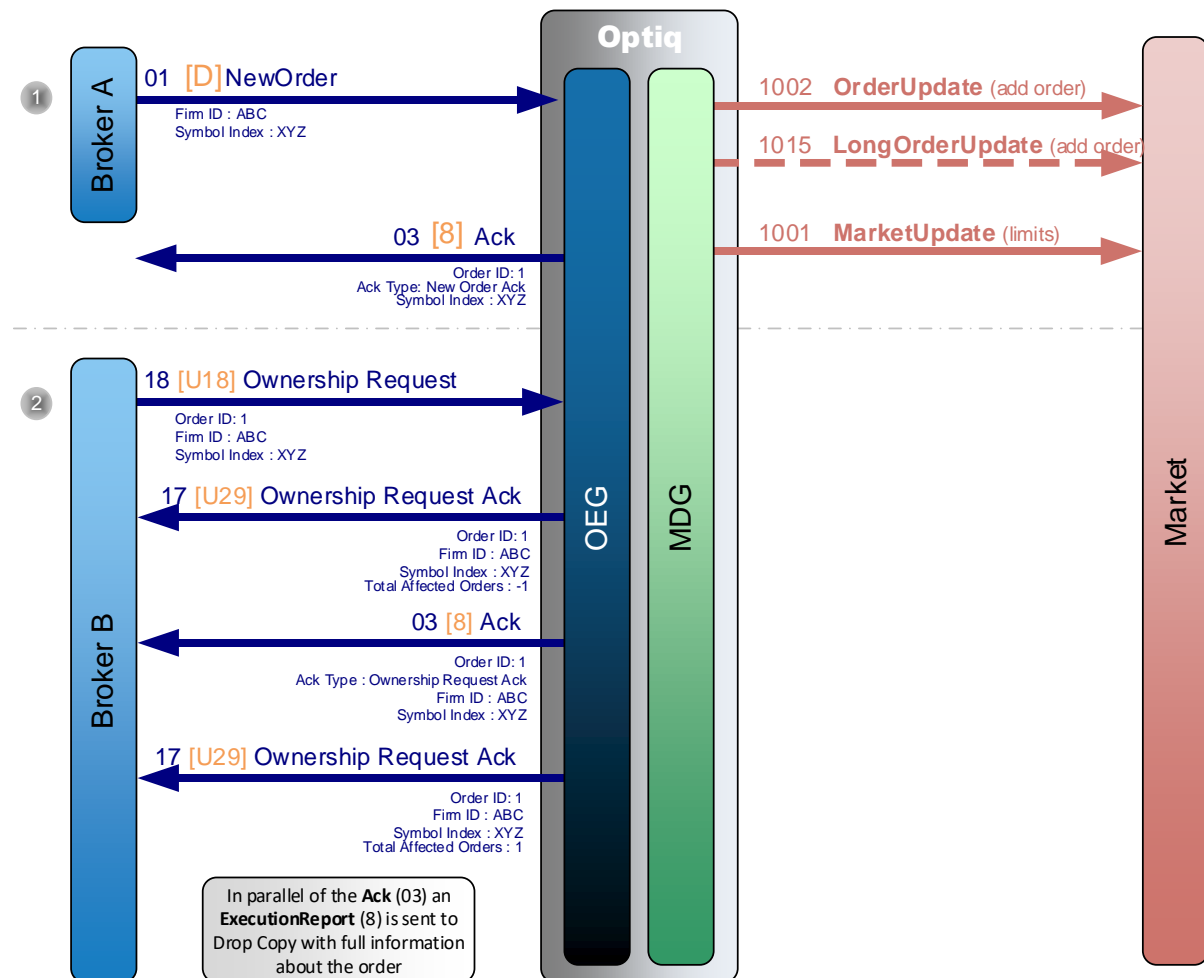 Optiq
Broker A
1
01 [D] NewOrder
Firm ID : ABC
Symbol Index : XYZ
1002 OrderUpdate (add order)
1015 LongOrderUpdate (add order)
03 [8] Ack
Order ID: 1
Ack Type: New Order Ack
Symbol Index : XYZ
1001 MarketUpdate (limits)
OEG
MDG
Market
Broker B
2
18 [U18] Ownership Request
Order ID: 1
Firm ID : ABC
Symbol Index : XYZ
17 [U29] Ownership Request Ack
Order ID: 1
Firm ID : ABC
Symbol Index : XYZ
Total Affected Orders : -1
03 [8] Ack
Order ID: 1
Ack Type : Ownership Request Ack
Firm ID : ABC
Symbol Index : XYZ
17 [U29] Ownership Request Ack
Order ID: 1
Firm ID : ABC
Symbol Index : XYZ
Total Affected Orders : 1
In parallel of the Ack (03) an
ExecutionReport (8) is sent to
Drop Copy with full information
about the order